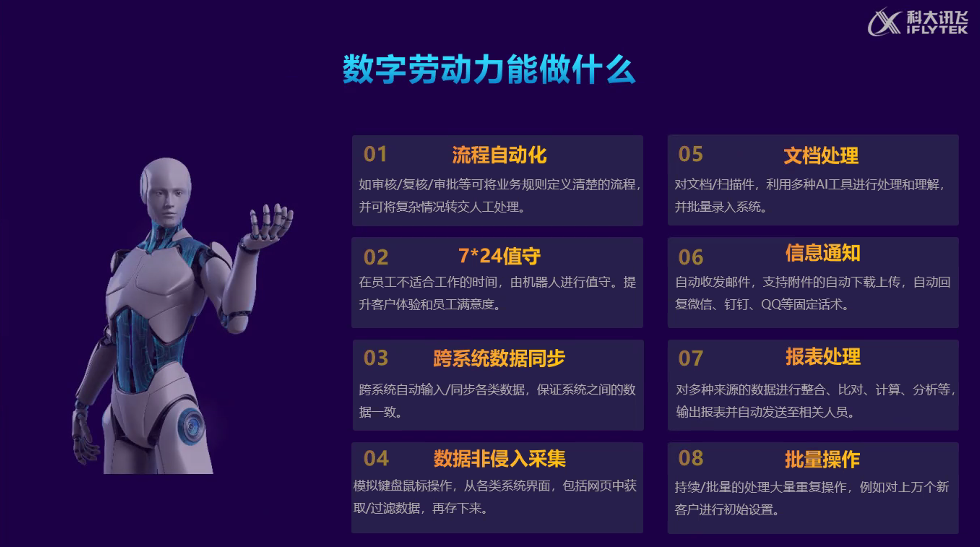 科大讯飞
iFLYTEK
数字劳动力能做什么
01 流程自动化
如审核/复核/审批等可将业务规则定义清楚的流程,
并可将复杂情况转交人工处理。
02 7*24值守
在员工不适合工作的时间，由机器人进行值守。提
升客户体验和员工满意度。
03 跨系统数据同步
跨系统自动输入/同步各类数据，保证系统之间的数
据一致。
04 数据非侵入采集
模拟键盘鼠标操作，从各类系统界面，包括网页中获
取/过滤数据，再存下来。
05 文档处理
对文档/扫描件，利用多种AI工具进行处理和理解,
并批量录入系统。
06 信息通知
自动收发邮件，支持附件的自动下载上传，自动回
复微信、钉钉、QQ等固定话术。
07 报表处理
对多种来源的数据进行整合、比对、计算、分析等,
输出报表并自动发送至相关人员。
08 批量操作
持续/批量的处理大量重复操作，例如对上万个新
客户进行初始设置。